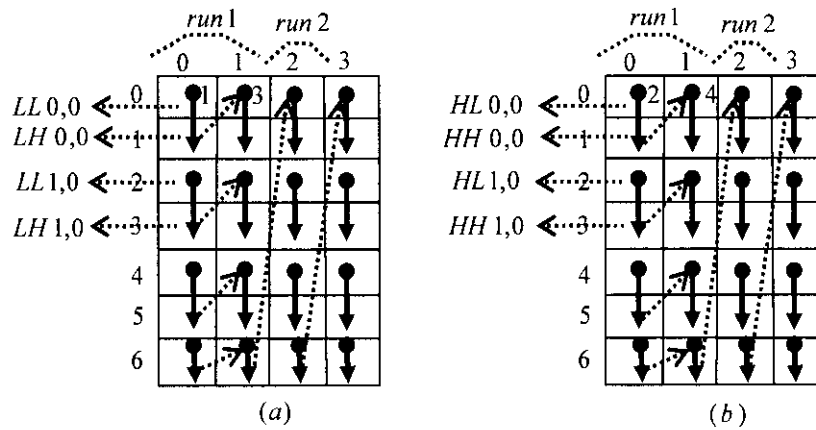 run 1 run 2
0 1 2 3
0 1 3
LL 0,0
LH 0,0 1
LL 1,0 2
LH 1,0 3
4
5
6
(a)
run 1 run 2
0 1 2 3
0 2 4
HL 0,0
HH 0,0 1
HL 1,0 2
HH 1,0 3
4
5
6
(b)